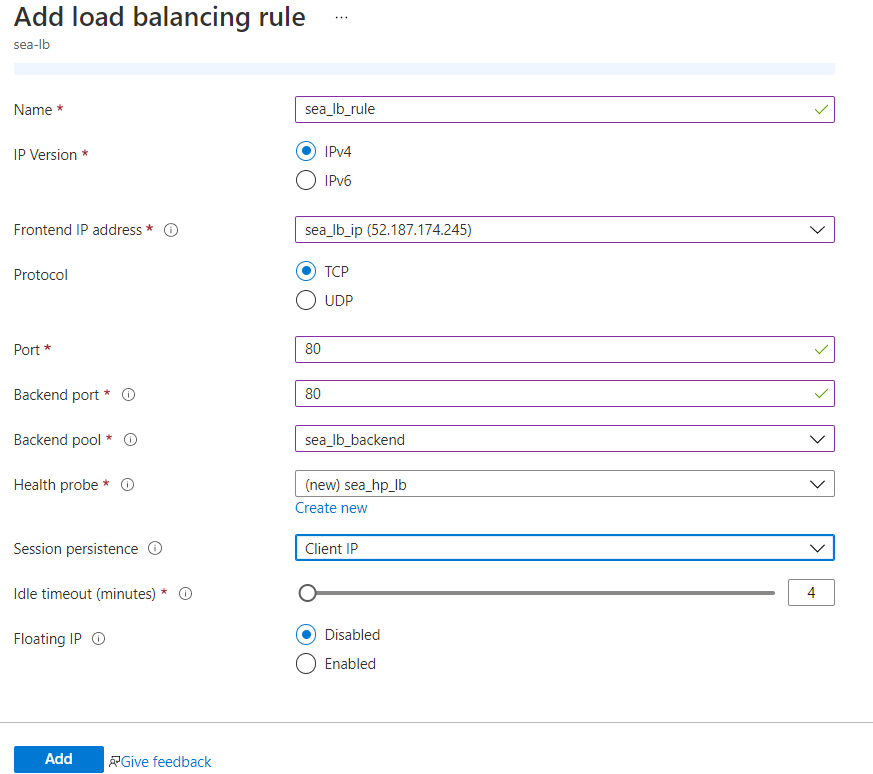 Add load balancing rule ...
sea-lb
Name *
sea_lb_rule
IP Version *
IPv4
IPv6
Frontend IP address *
sea_lb_ip (52.187.174.245)
Protocol
TCP
UDP
Port *
80
Backend port *
80
Backend pool *
sea_lb_backend
Health probe *
(new) sea_hp_lb
Create new
Session persistence
Client IP
Idle timeout (minutes) *
4
Floating IP
Disabled
Enabled
Add
Give feedback